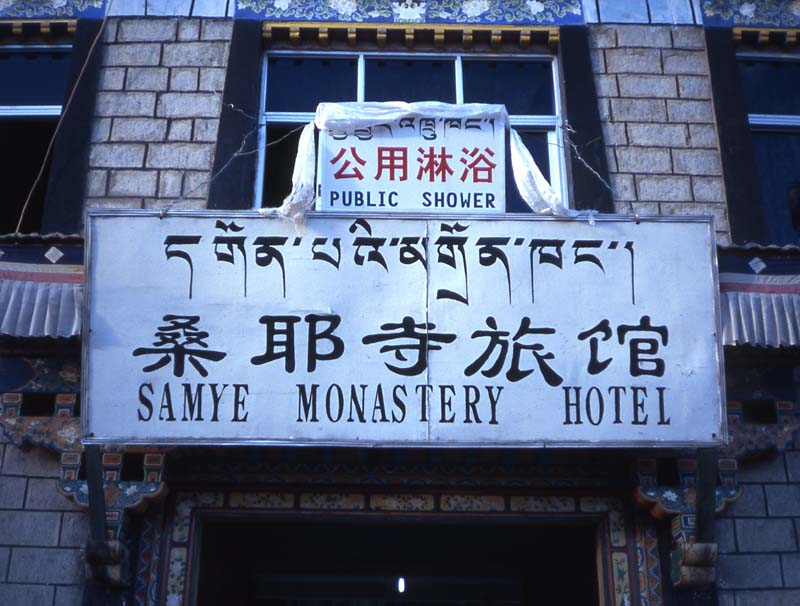 公用淋浴
PUBLIC SHOWER
དགོན་པའི་མགྲོན་ཁང་།
桑耶寺旅馆
SAMYE MONASTERY HOTEL